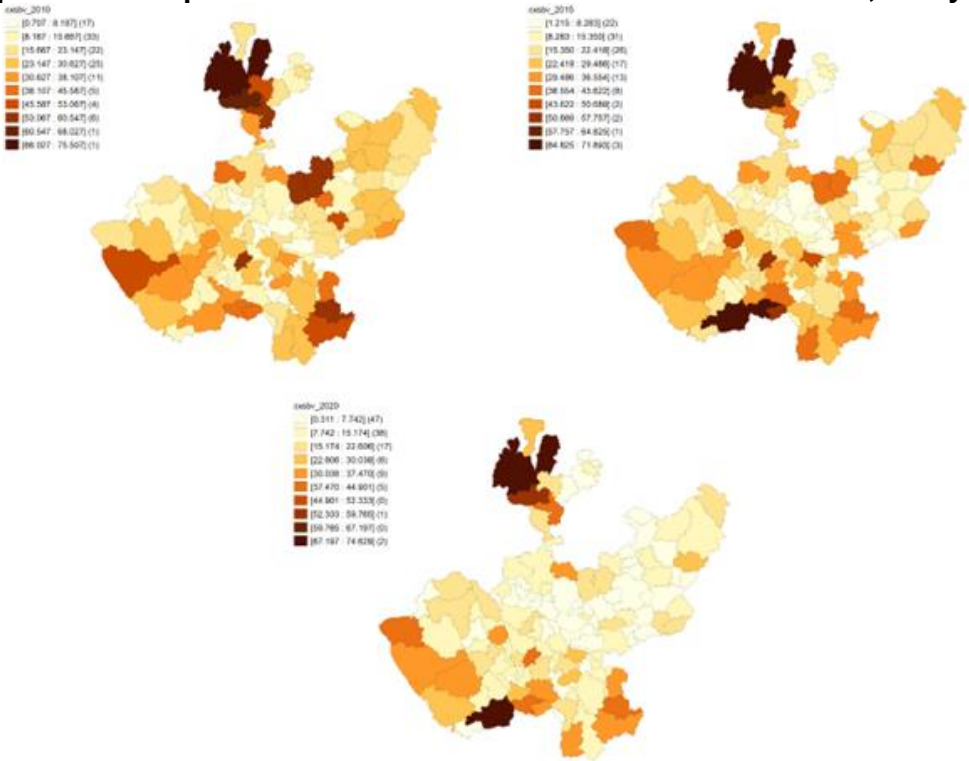 cxsbv_2010
[0.707 : 8.187] (17)
[8.187 : 15.667] (33)
[15.667 : 23.147] (22)
[23.147 : 30.627] (25)
[30.627 : 38.107] (11)
[38.107 : 45.587] (5)
[45.587 : 53.067] (4)
[53.067 : 60.547] (6)
[60.547 : 68.027] (1)
[68.027 : 75.507] (1)
cxsbv_2015
[1.215 : 8.283] (22)
[8.283 : 15.350] (31)
[15.350 : 22.418] (26)
[22.418 : 29.486] (17)
[29.486 : 36.554] (13)
[36.554 : 43.622] (8)
[43.622 : 50.689] (2)
[50.689 : 57.757] (2)
[57.757 : 64.825] (1)
[64.825 : 71.893] (3)
cxsbv_2020
[0.311 : 7.742] (47)
[7.742 : 15.174] (38)
[15.174 : 22.606] (17)
[22.606 : 30.038] (6)
[30.038 : 37.470] (9)
[37.470 : 44.901] (5)
[44.901 : 52.333] (0)
[52.333 : 59.765] (1)
[59.765 : 67.197] (0)
[67.197 : 74.629] (2)